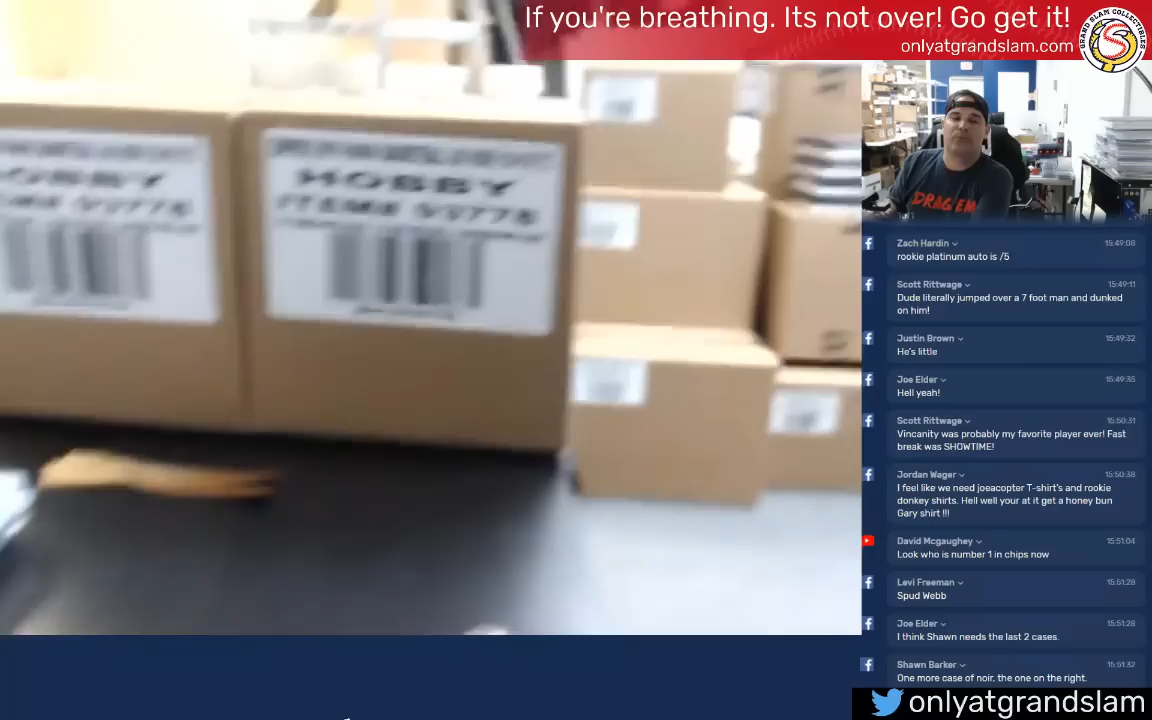 If you're breathing. Its not over! Go get it!
onlyatgrandslam.com
GRAND SLAM COLLECTIBLES
S
HOBBY
ITEM#
HOBBY
ITEM#
DRAG EM
Zach Hardin
15:49:08
rookie platinum auto is /5
Scott Rittwage
15:49:11
Dude literally jumped over a 7 foot man and dunked
on him!
Justin Brown
15:49:32
He's little
Joe Elder
15:49:35
Hell yeah!
Scott Rittwage
15:50:31
Vincanity was probably my favorite player ever! Fast
break was SHOWTIME!
Jordan Wager
15:50:38
I feel like we need joeacopter T-shirt's and rookie
donkey shirts. Hell well your at it get a honey bun
Gary shirt !!!
David Mcgaughey
15:51:04
Look who is number 1 in chips now
Levi Freeman
15:51:28
Spud Webb
Joe Elder
15:51:28
I think Shawn needs the last 2 cases.
Shawn Barker
15:51:32
One more case of noir, the one on the right.
onlyatgrandslam